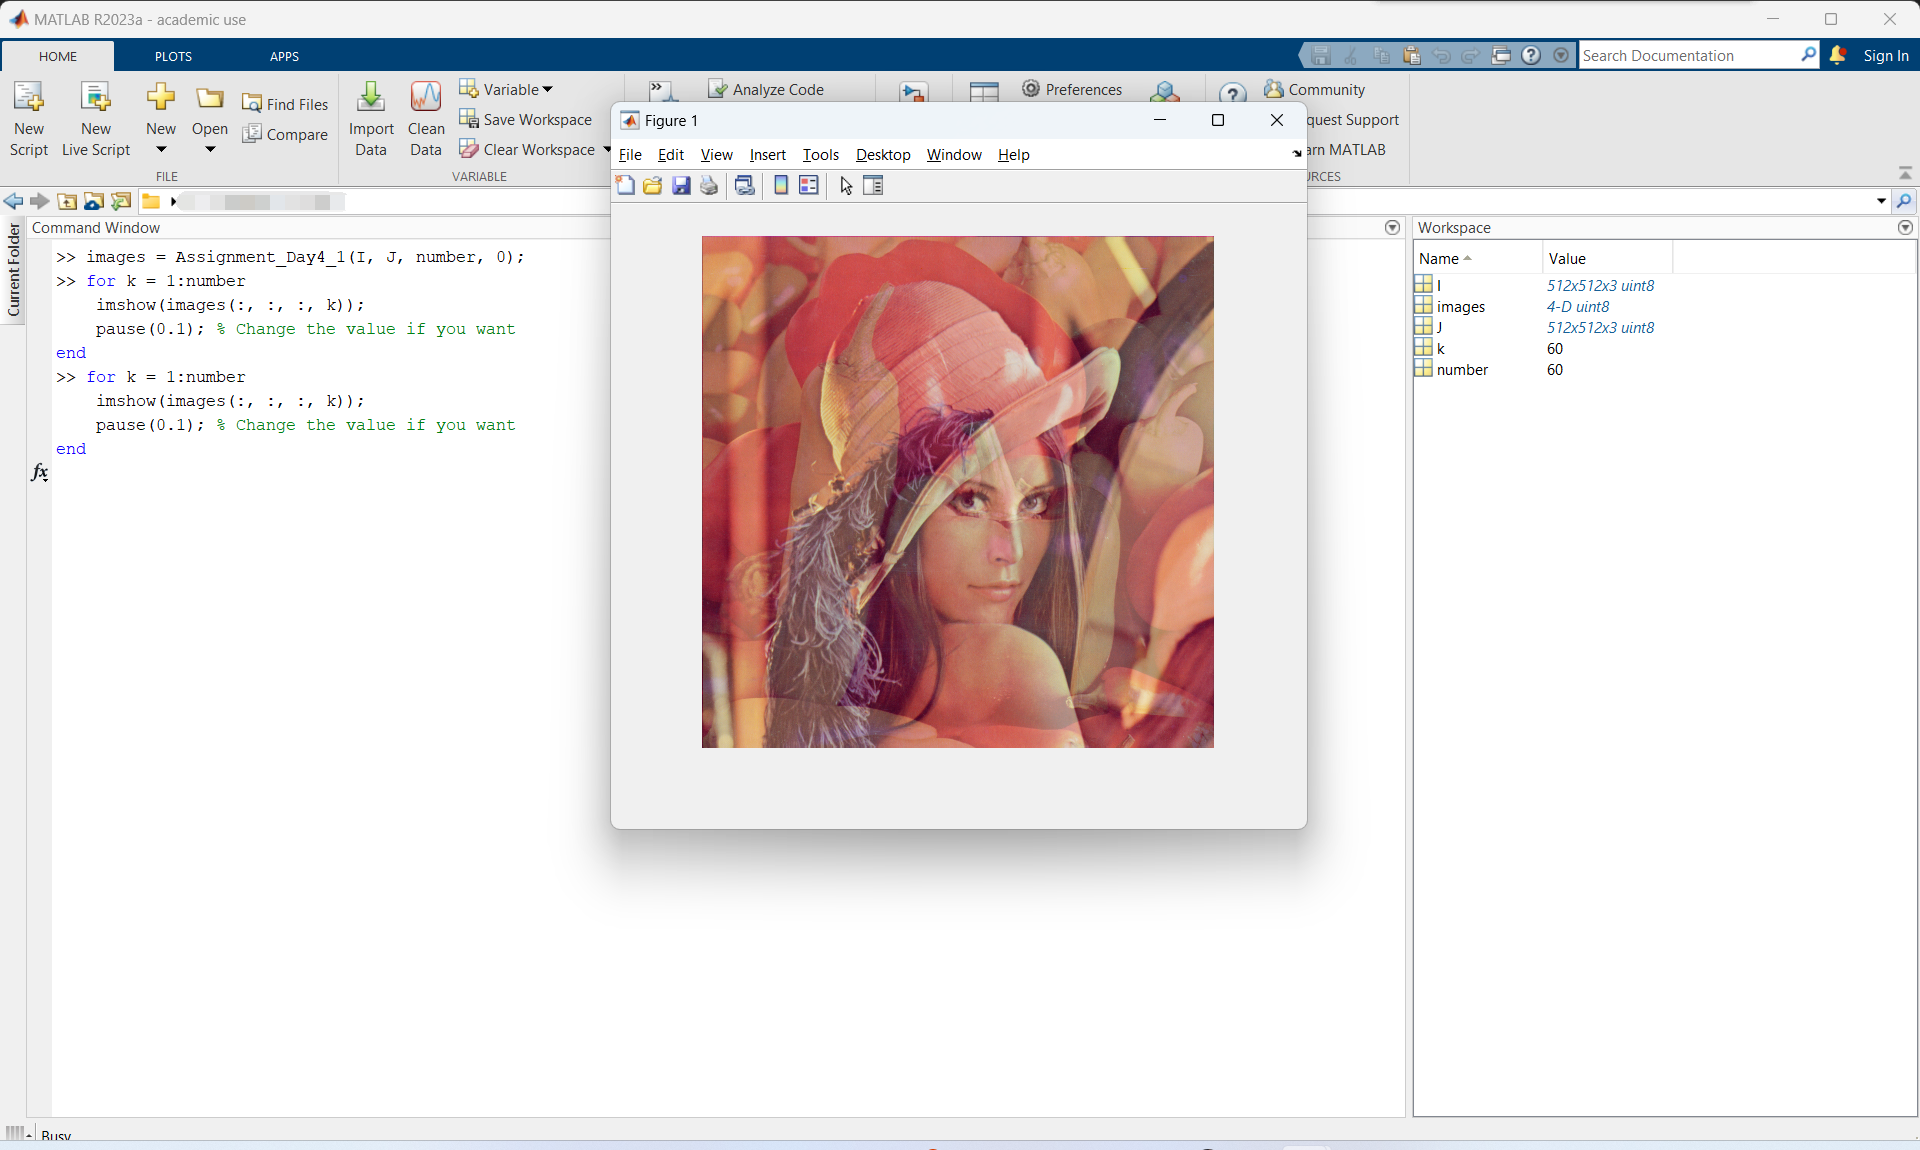 MATLAB R2023a - academic use
HOME PLOTS APPS
Search Documentation
Sign In
New Script
New Live Script
New
Open
Find Files
Compare
FILE
Import Data
Clean Data
Variable
Save Workspace
Clear Workspace
VARIABLE
Analyze Code
Preferences
Community
quest Support
arn MATLAB
URCES
Current Folder
Command Window
>> images = Assignment_Day4_1(I, J, number, 0);
>> for k = 1:number
imshow(images(:, :, :, k));
pause(0.1); % Change the value if you want
end
>> for k = 1:number
imshow(images(:, :, :, k));
pause(0.1); % Change the value if you want
end
fx
Figure 1
File Edit View Insert Tools Desktop Window Help
Workspace
Name Value
I 512x512x3 uint8
images 4-D uint8
J 512x512x3 uint8
k 60
number 60
Busy